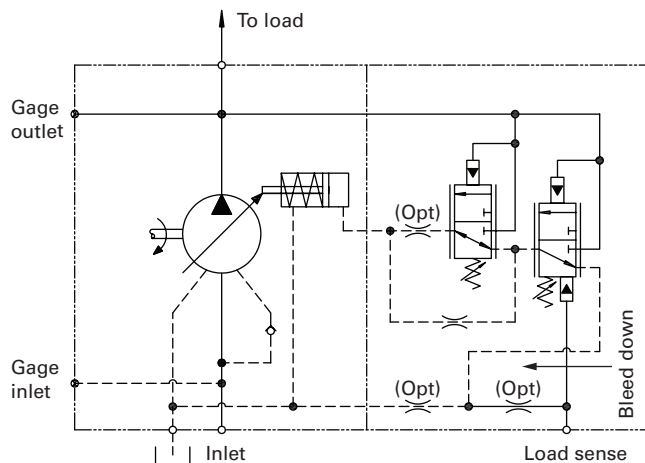 To load
Gage
outlet
(Opt)
Gage
inlet
(Opt)
(Opt)
Bleed down
Inlet
Load sense